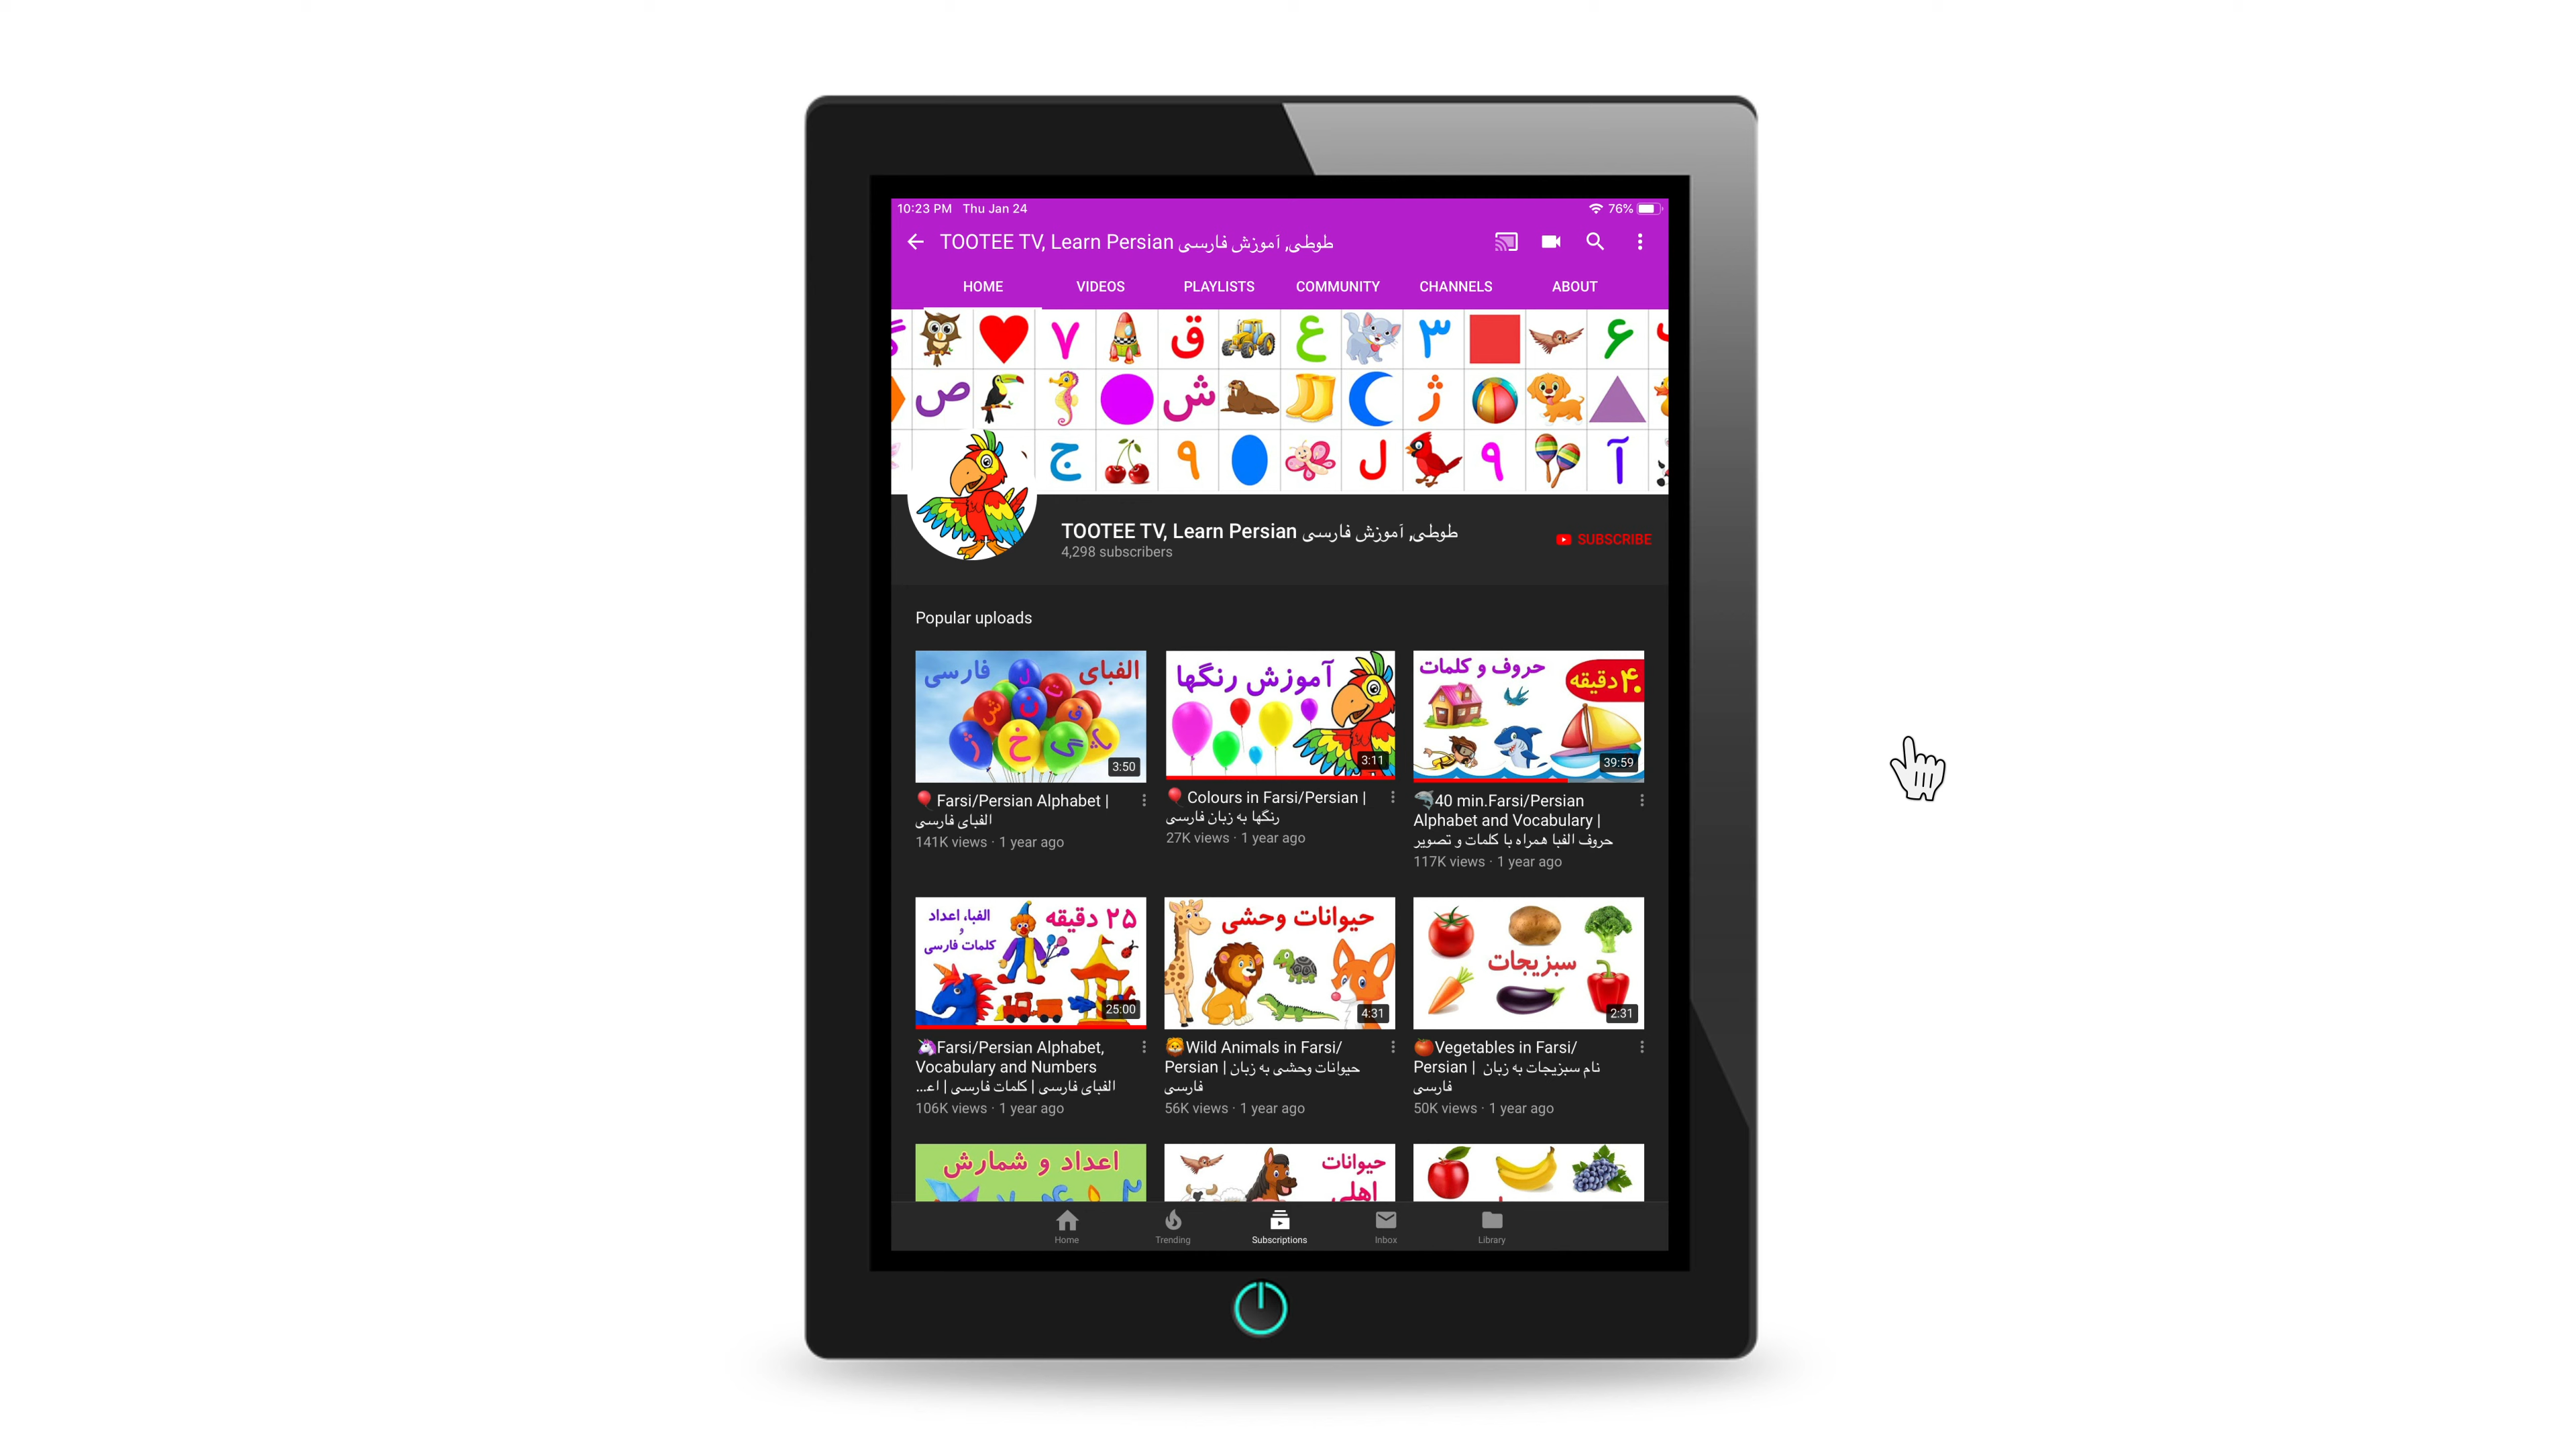 10:23 PM Thu Jan 24
76%
TOOTEE TV, Learn Persian طوطی, آموزش فارسی
HOME VIDEOS PLAYLISTS COMMUNITY CHANNELS ABOUT
۷ ق ع ۳ ۶
ص ش ژ
ج ۹ ل ۹ آ
TOOTEE TV, Learn Persian طوطی, آموزش فارسی
4,298 subscribers
SUBSCRIBE
Popular uploads
الفبای فارسی
ل ت ش ن ق ژ خ گ
3:50
آموزش رنگها
3:11
حروف و کلمات
۴۰ دقیقه
39:59
Farsi/Persian Alphabet |
الفبای فارسی
141K views · 1 year ago
Colours in Farsi/Persian |
رنگها به زبان فارسی
27K views · 1 year ago
40 min.Farsi/Persian
Alphabet and Vocabulary |
حروف الفبا همراه با کلمات و تصویر
117K views · 1 year ago
۲۵ دقیقه
الفبا، اعداد
و
کلمات فارسی
25:00
حیوانات وحشی
4:31
سبزیجات
2:31
Farsi/Persian Alphabet,
Vocabulary and Numbers
الفبای فارسی | کلمات فارسی | اعـ...
106K views · 1 year ago
Wild Animals in Farsi/
Persian | حیوانات وحشی به زبان
فارسی
56K views · 1 year ago
Vegetables in Farsi/
Persian | نام سبزیجات به زبان
فارسی
50K views · 1 year ago
اعداد و شمارش
حیوانات
اهلی
Home Trending Subscriptions Inbox Library